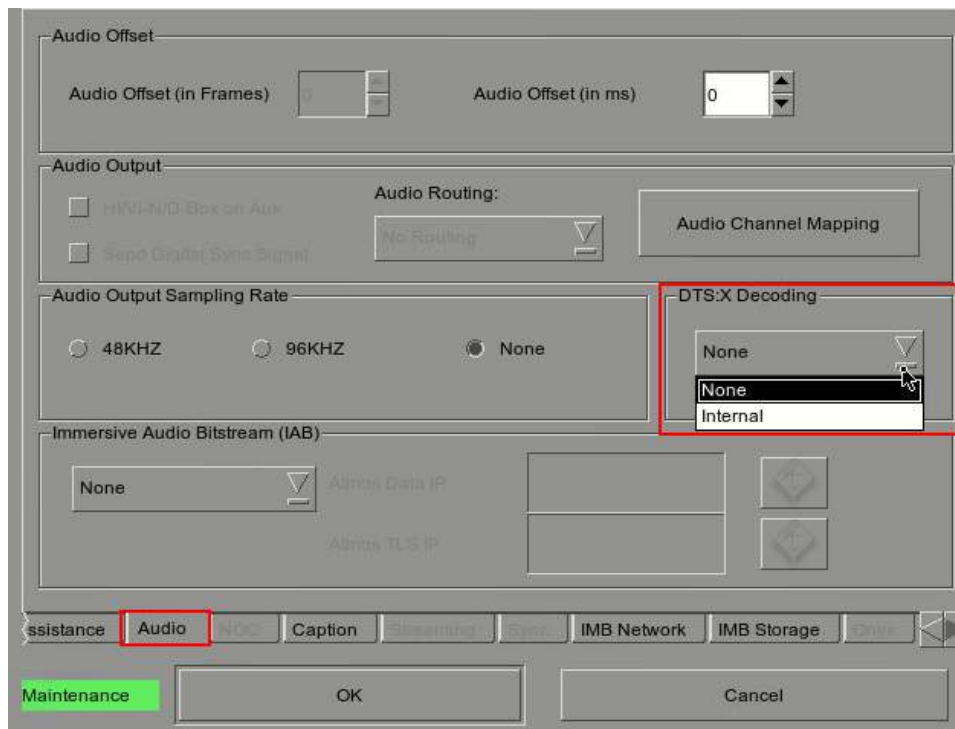 Audio Offset
Audio Offset (in Frames) 0 Audio Offset (in ms) 0
Audio Output
HI/VI-N/D Box on Aux
Audio Routing:
No Routing
Audio Channel Mapping
Send Digital Sync Signal
Audio Output Sampling Rate
48KHZ 96KHZ None
DTS:X Decoding
None
None
Internal
Immersive Audio Bitstream (IAB)
None
Atmos Data IP
Atmos TLS IP
ssistance Audio NOC Caption Streaming Sync. IMB Network IMB Storage Onyx
Maintenance OK Cancel